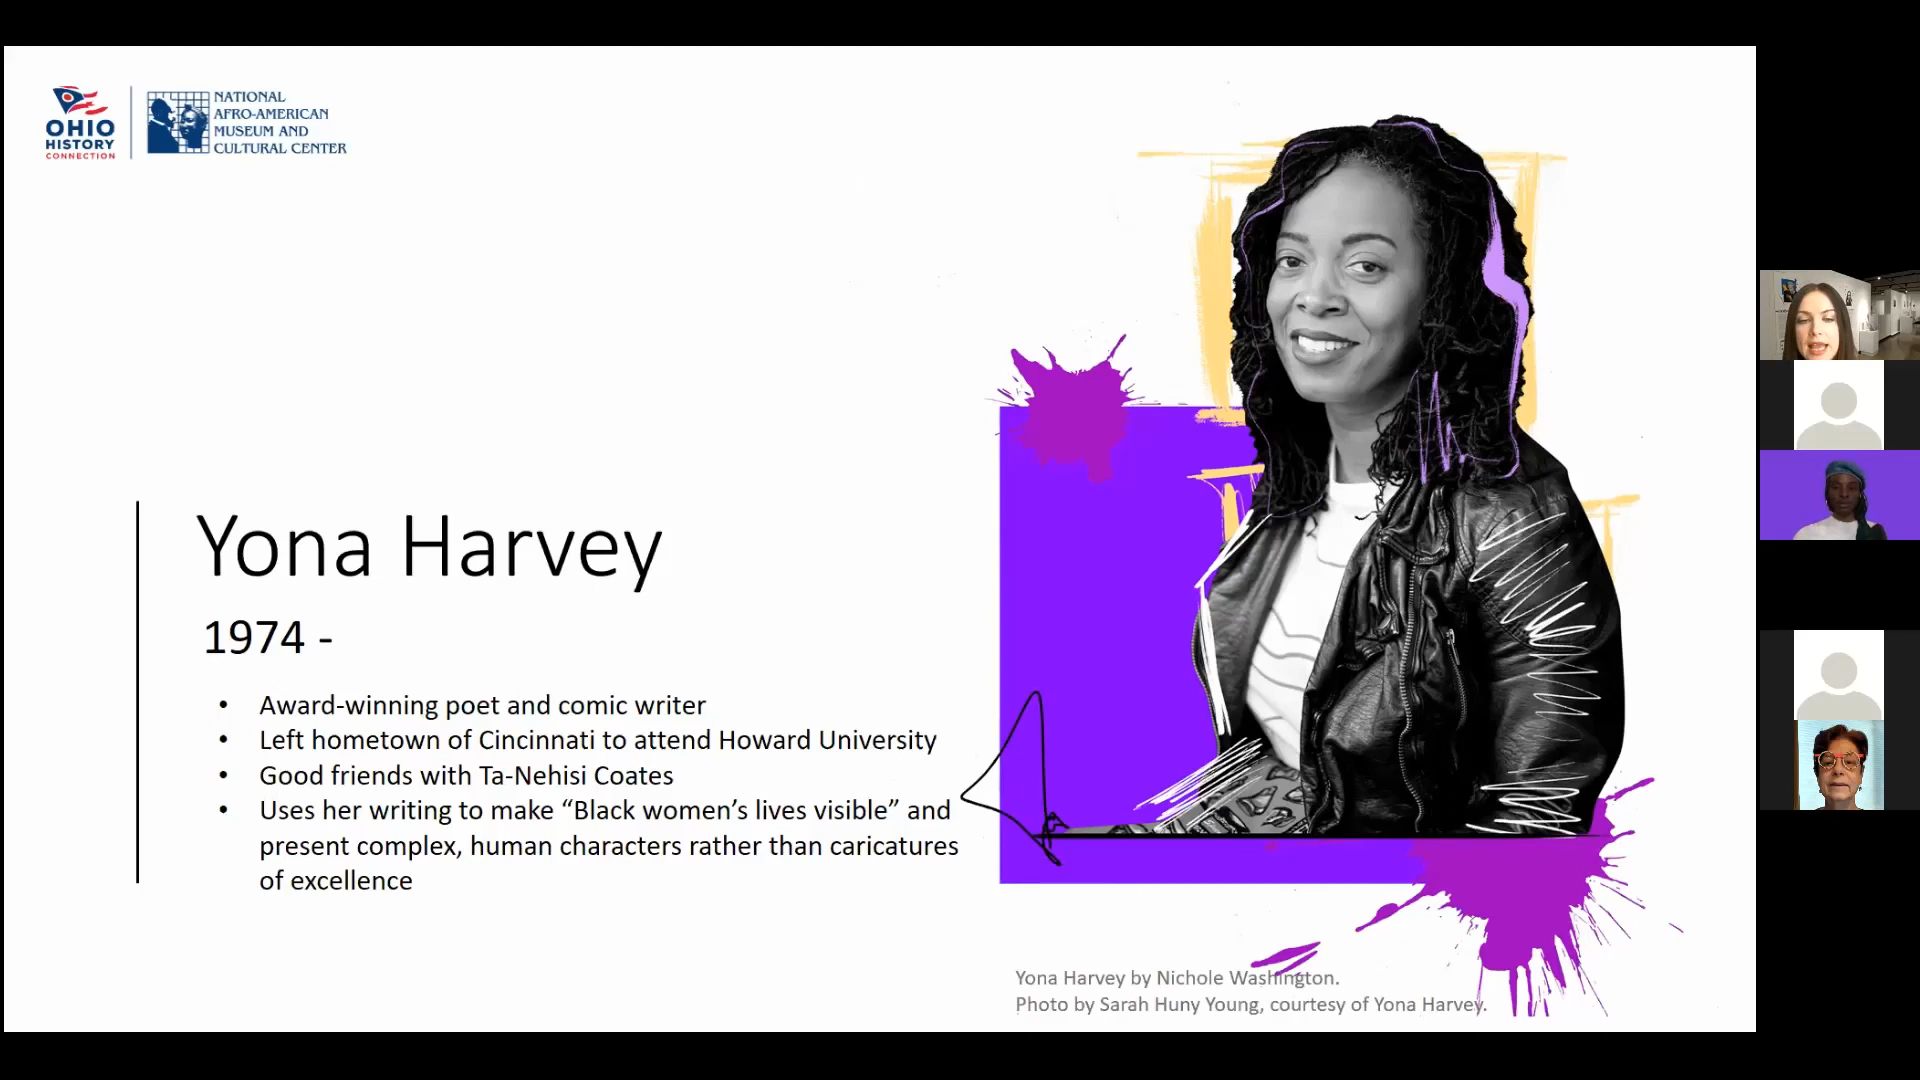 OHIO
HISTORY
CONNECTION
NATIONAL
AFRO-AMERICAN
MUSEUM AND
CULTURAL CENTER
Yona Harvey
1974 -
• Award-winning poet and comic writer
• Left hometown of Cincinnati to attend Howard University
• Good friends with Ta-Nehisi Coates
• Uses her writing to make “Black women’s lives visible” and
present complex, human characters rather than caricatures
of excellence
Yona Harvey by Nichole Washington.
Photo by Sarah Huny Young, courtesy of Yona Harvey.